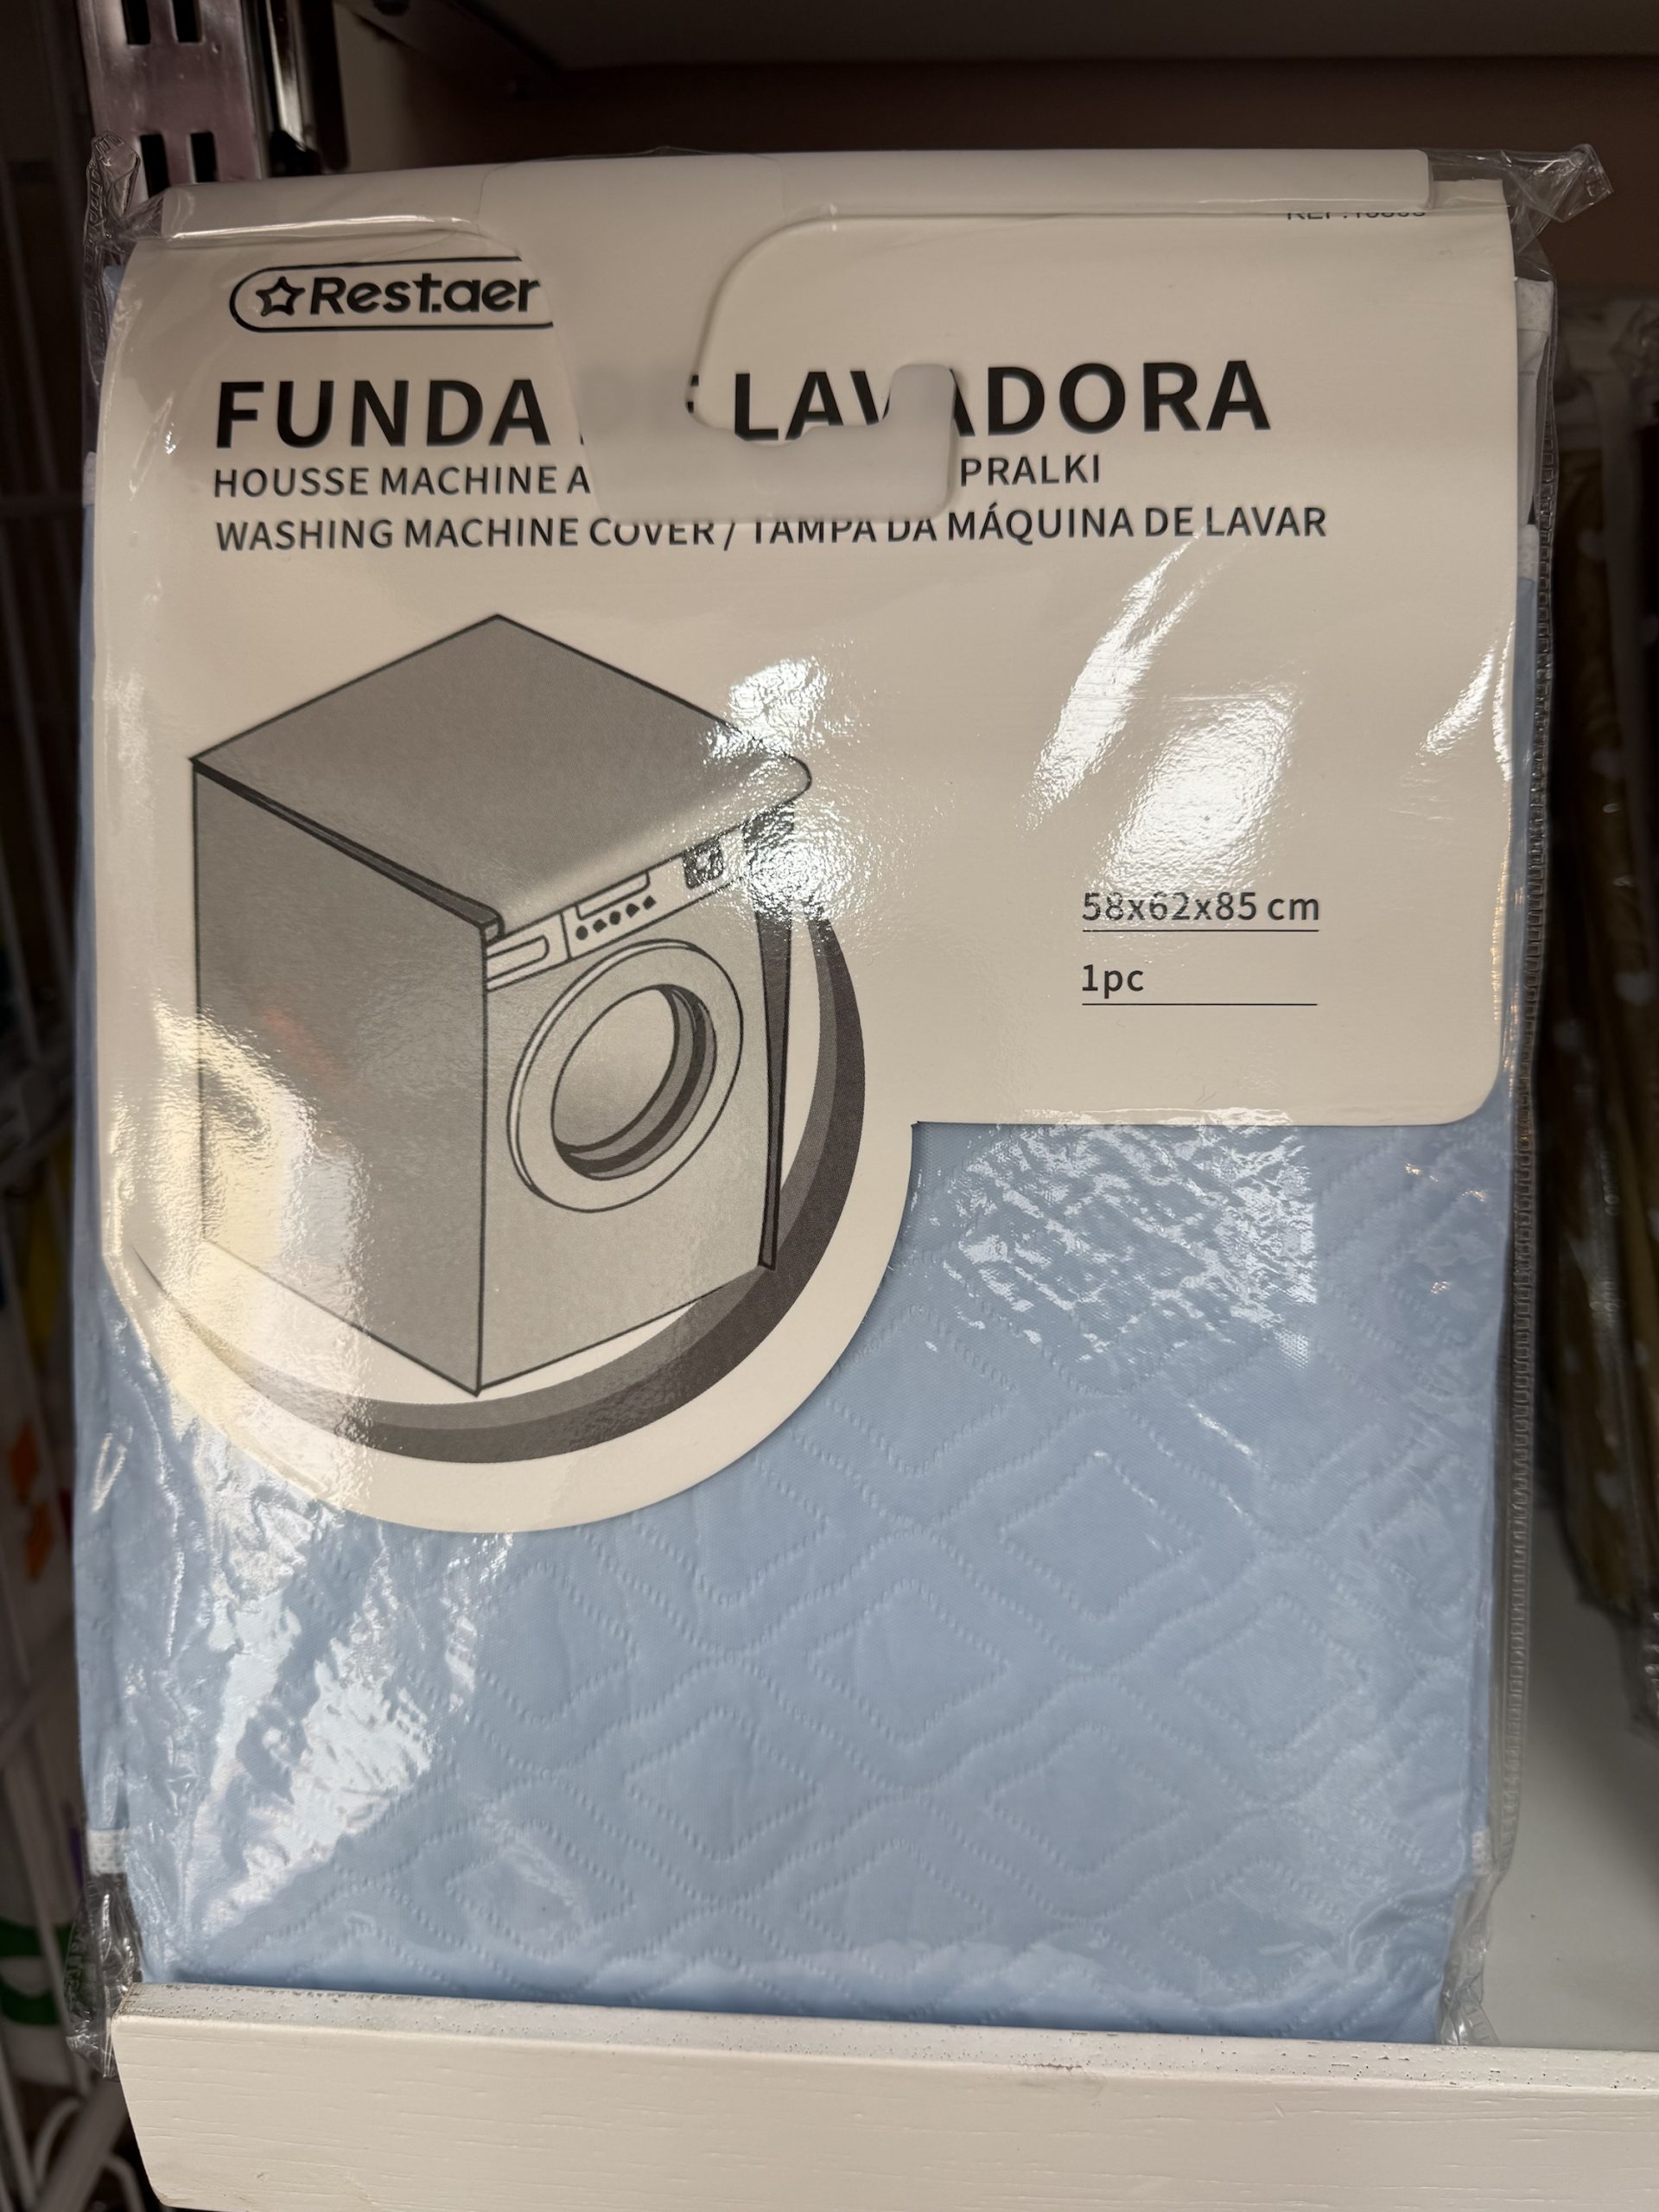 Rest.aer
FUNDA LAVADORA
HOUSSE MACHINE A PRALKI
WASHING MACHINE COVER / TAMPA DA MÁQUINA DE LAVAR
58x62x85 cm
1pc